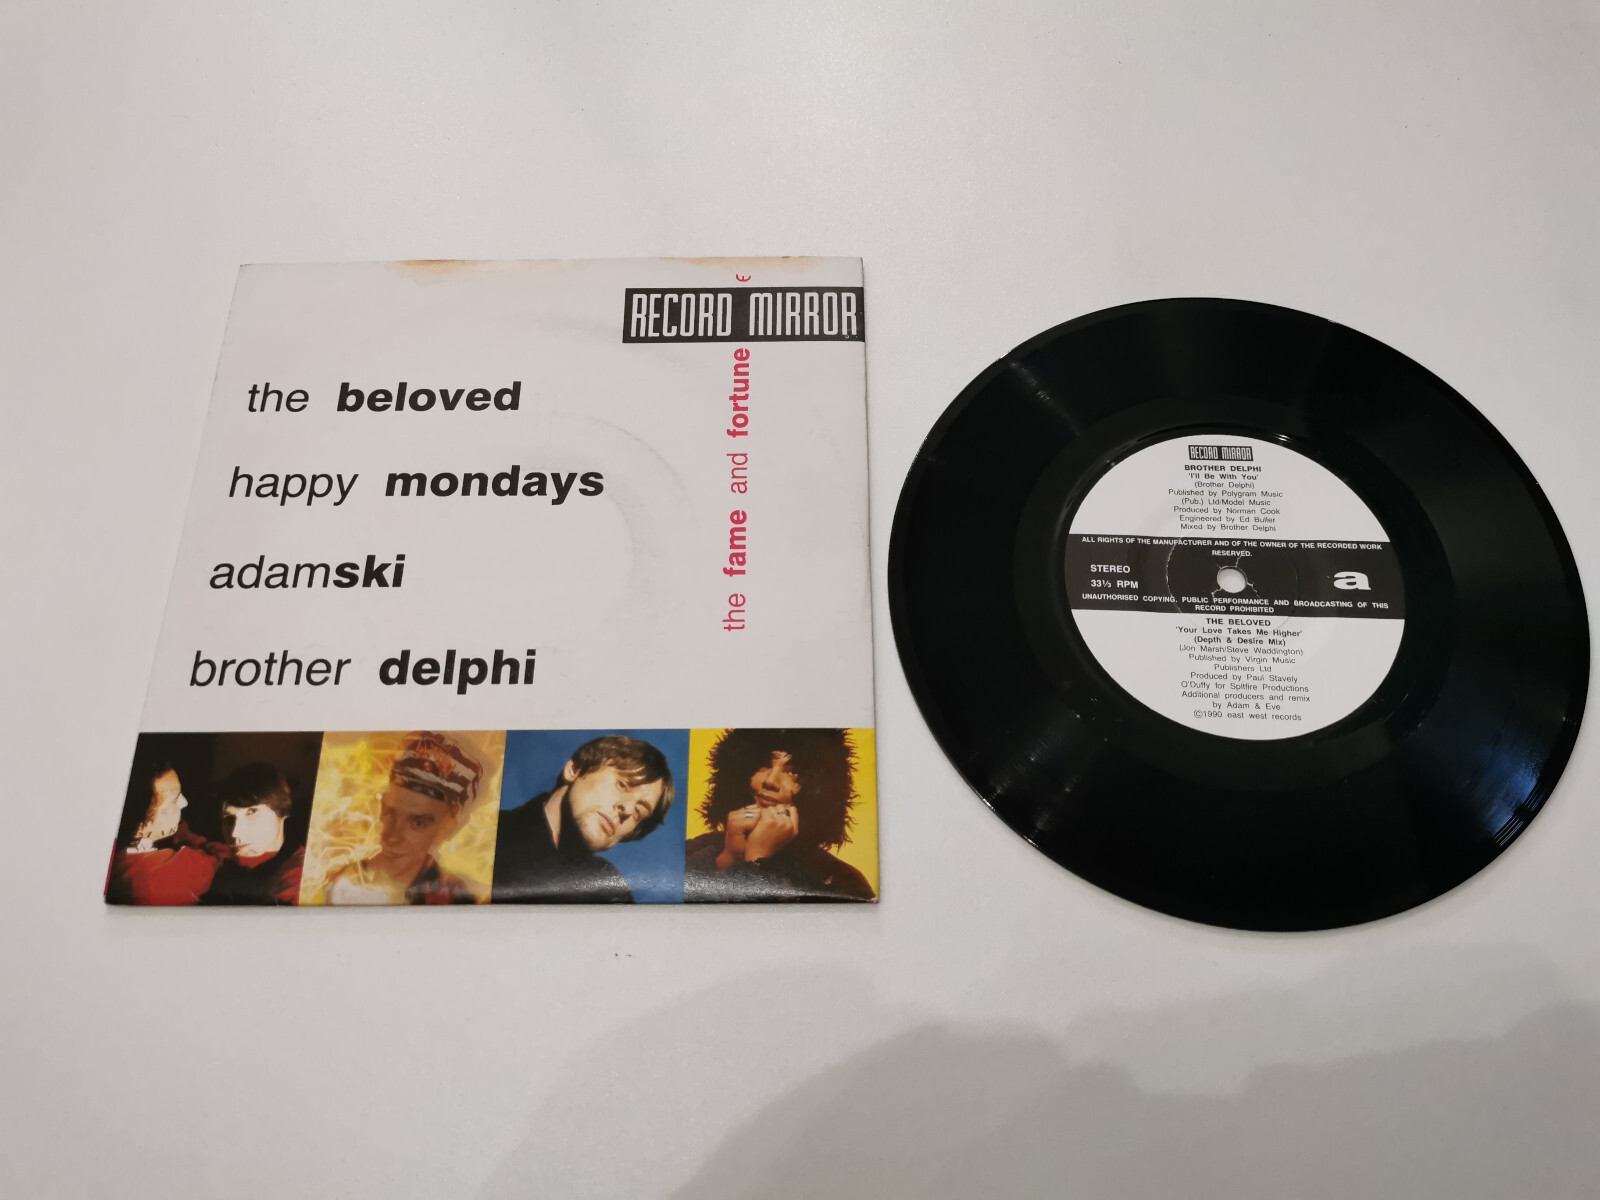 RECORD MIRROR
the beloved
happy mondays
adamski
brother delphi
the fame and fortune e
RECORD MIRROR
BROTHER DELPHI
'I'll Be With You'
(Brother Delphi)
Published by Polygram Music
(Pub.) Ltd/Model Music
Produced by Norman Cook
Engineered by Ed Buller
Mixed by Brother Delphi
ALL RIGHTS OF THE MANUFACTURER AND OF THE OWNER OF THE RECORDED WORK
RESERVED.
STEREO
33⅓ RPM
a
UNAUTHORISED COPYING, PUBLIC PERFORMANCE AND BROADCASTING OF THIS
RECORD PROHIBITED
THE BELOVED
'Your Love Takes Me Higher'
(Depth & Desire Mix)
(Jon Marsh/Steve Waddington)
Published by Virgin Music
Publishers Ltd
Produced by Paul Stavely
O'Duffy for Spitfire Productions
Additional producers and remix
by Adam & Eve
©1990 east west records